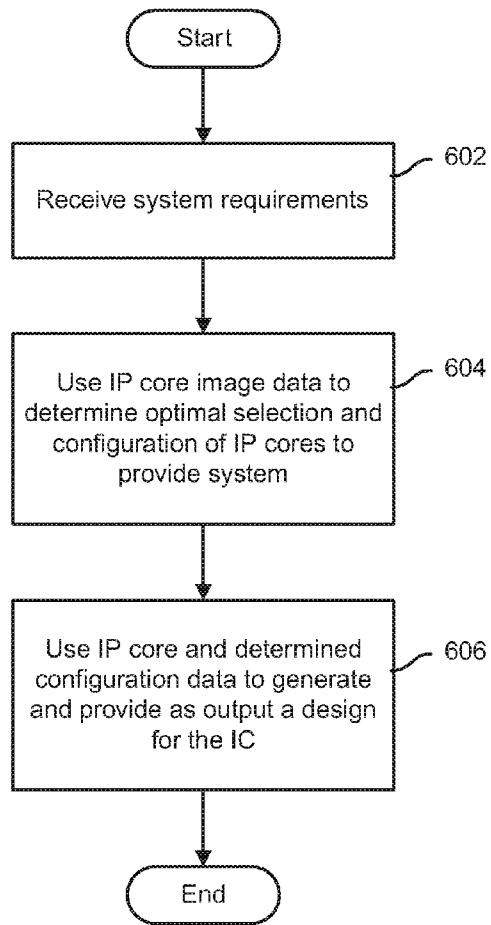 Start
602
Receive system requirements
604
Use IP core image data to
determine optimal selection and
configuration of IP cores to
provide system
606
Use IP core and determined
configuration data to generate
and provide as output a design
for the IC
End